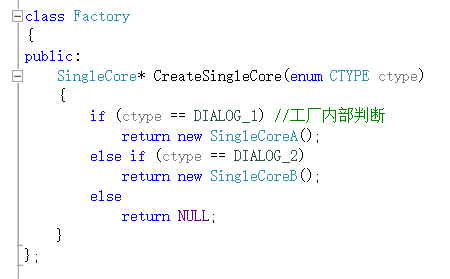 class Factory
{
public:
    SingleCore* CreateSingleCore(enum CTYPE ctype)
    {
        if (ctype == DIALOG_1) //工厂内部判断
            return new SingleCoreA();
        else if (ctype == DIALOG_2)
            return new SingleCoreB();
        else
            return NULL;
    }
};